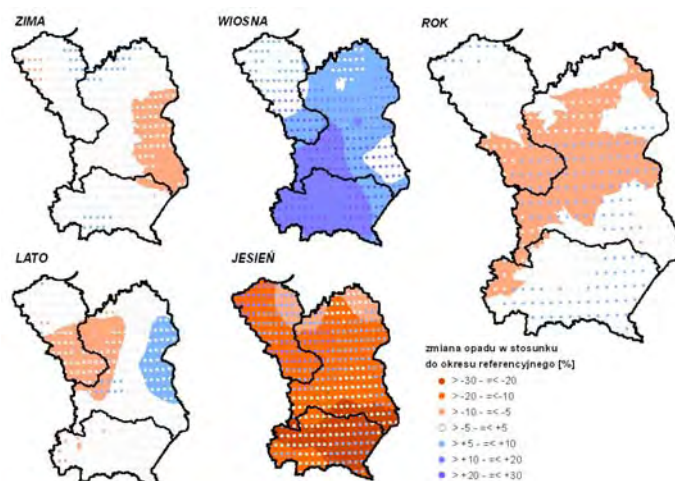 ZIMA
WIOSNA
ROK
LATO
JESIEŃ
zmiana opadu w stosunku
do okresu referencyjnego [%]
> -30 - =< -20
> -20 - =<-10
> -10 - =< -5
> -5 - =< +5
> +5 - =< +10
> +10 - =< +20
> +20 - =< +30